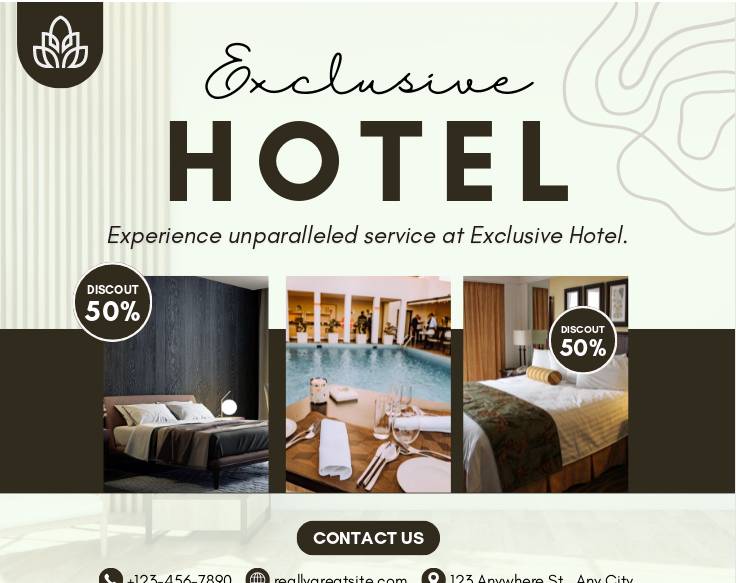 Exclusive
HOTEL
Experience unparalleled service at Exclusive Hotel.
DISCOUT
50%
DISCOUT
50%
CONTACT US
+123-456-7890 reallygreatsite.com 123 Anywhere St., Any City